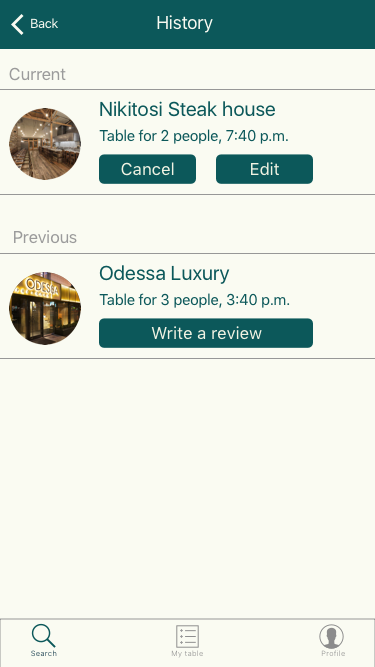 Back
History
Current
Nikitosi Steak house
Table for 2 people, 7:40 p.m.
Cancel
Edit
Previous
ODESSA
Odessa Luxury
Table for 3 people, 3:40 p.m.
Write a review
Search
My table
Profile